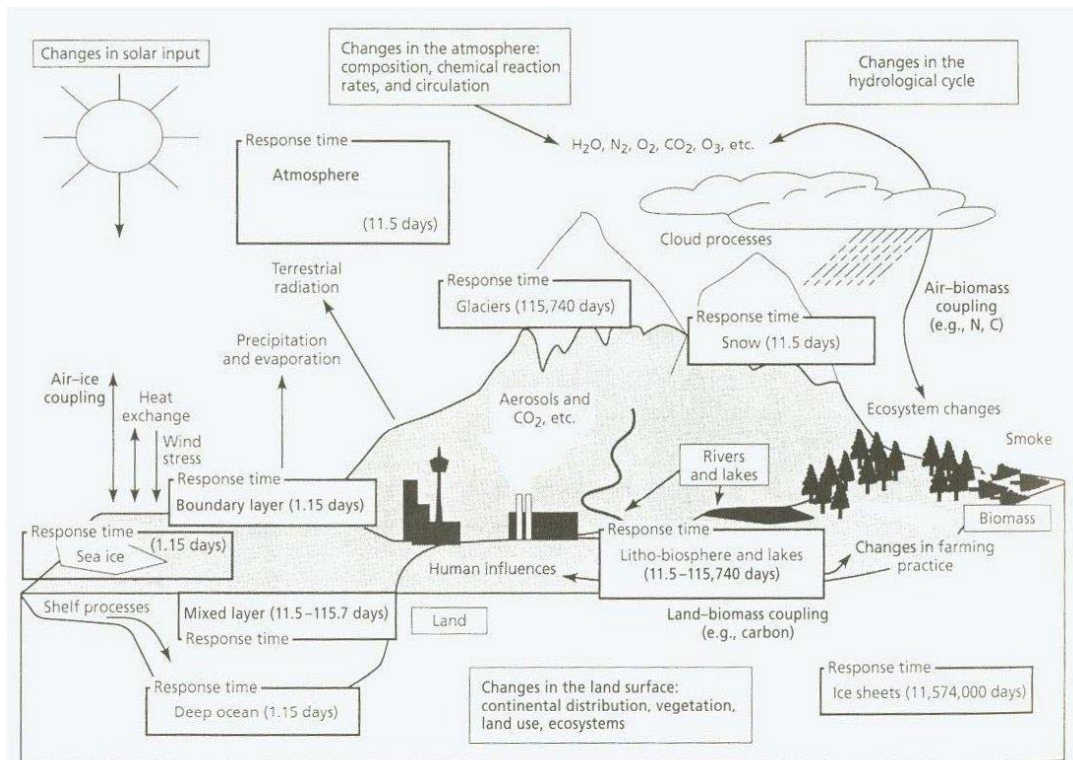 Changes in solar input
Changes in the atmosphere:
composition, chemical reaction
rates, and circulation
Changes in the
hydrological cycle
Response time
Atmosphere
(11.5 days)
H₂O, N₂, O₂, CO₂, O₃, etc.
Cloud processes
Terrestrial
radiation
Response time
Glaciers (115,740 days)
Response time
Snow (11.5 days)
Air–biomass
coupling
(e.g., N, C)
Precipitation
and evaporation
Air–ice
coupling
Heat
exchange
Wind
stress
Aerosols and
CO₂, etc.
Ecosystem changes
Smoke
Rivers
and lakes
Response time
Boundary layer (1.15 days)
Biomass
Response time
(1.15 days)
Sea ice
Response time
Litho-biosphere and lakes
(11.5–115,740 days)
Human influences
Changes in farming
practice
Shelf processes
Mixed layer (11.5–115.7 days)
Response time
Land
Land–biomass coupling
(e.g., carbon)
Response time
Deep ocean (1.15 days)
Changes in the land surface:
continental distribution, vegetation,
land use, ecosystems
Response time
Ice sheets (11,574,000 days)